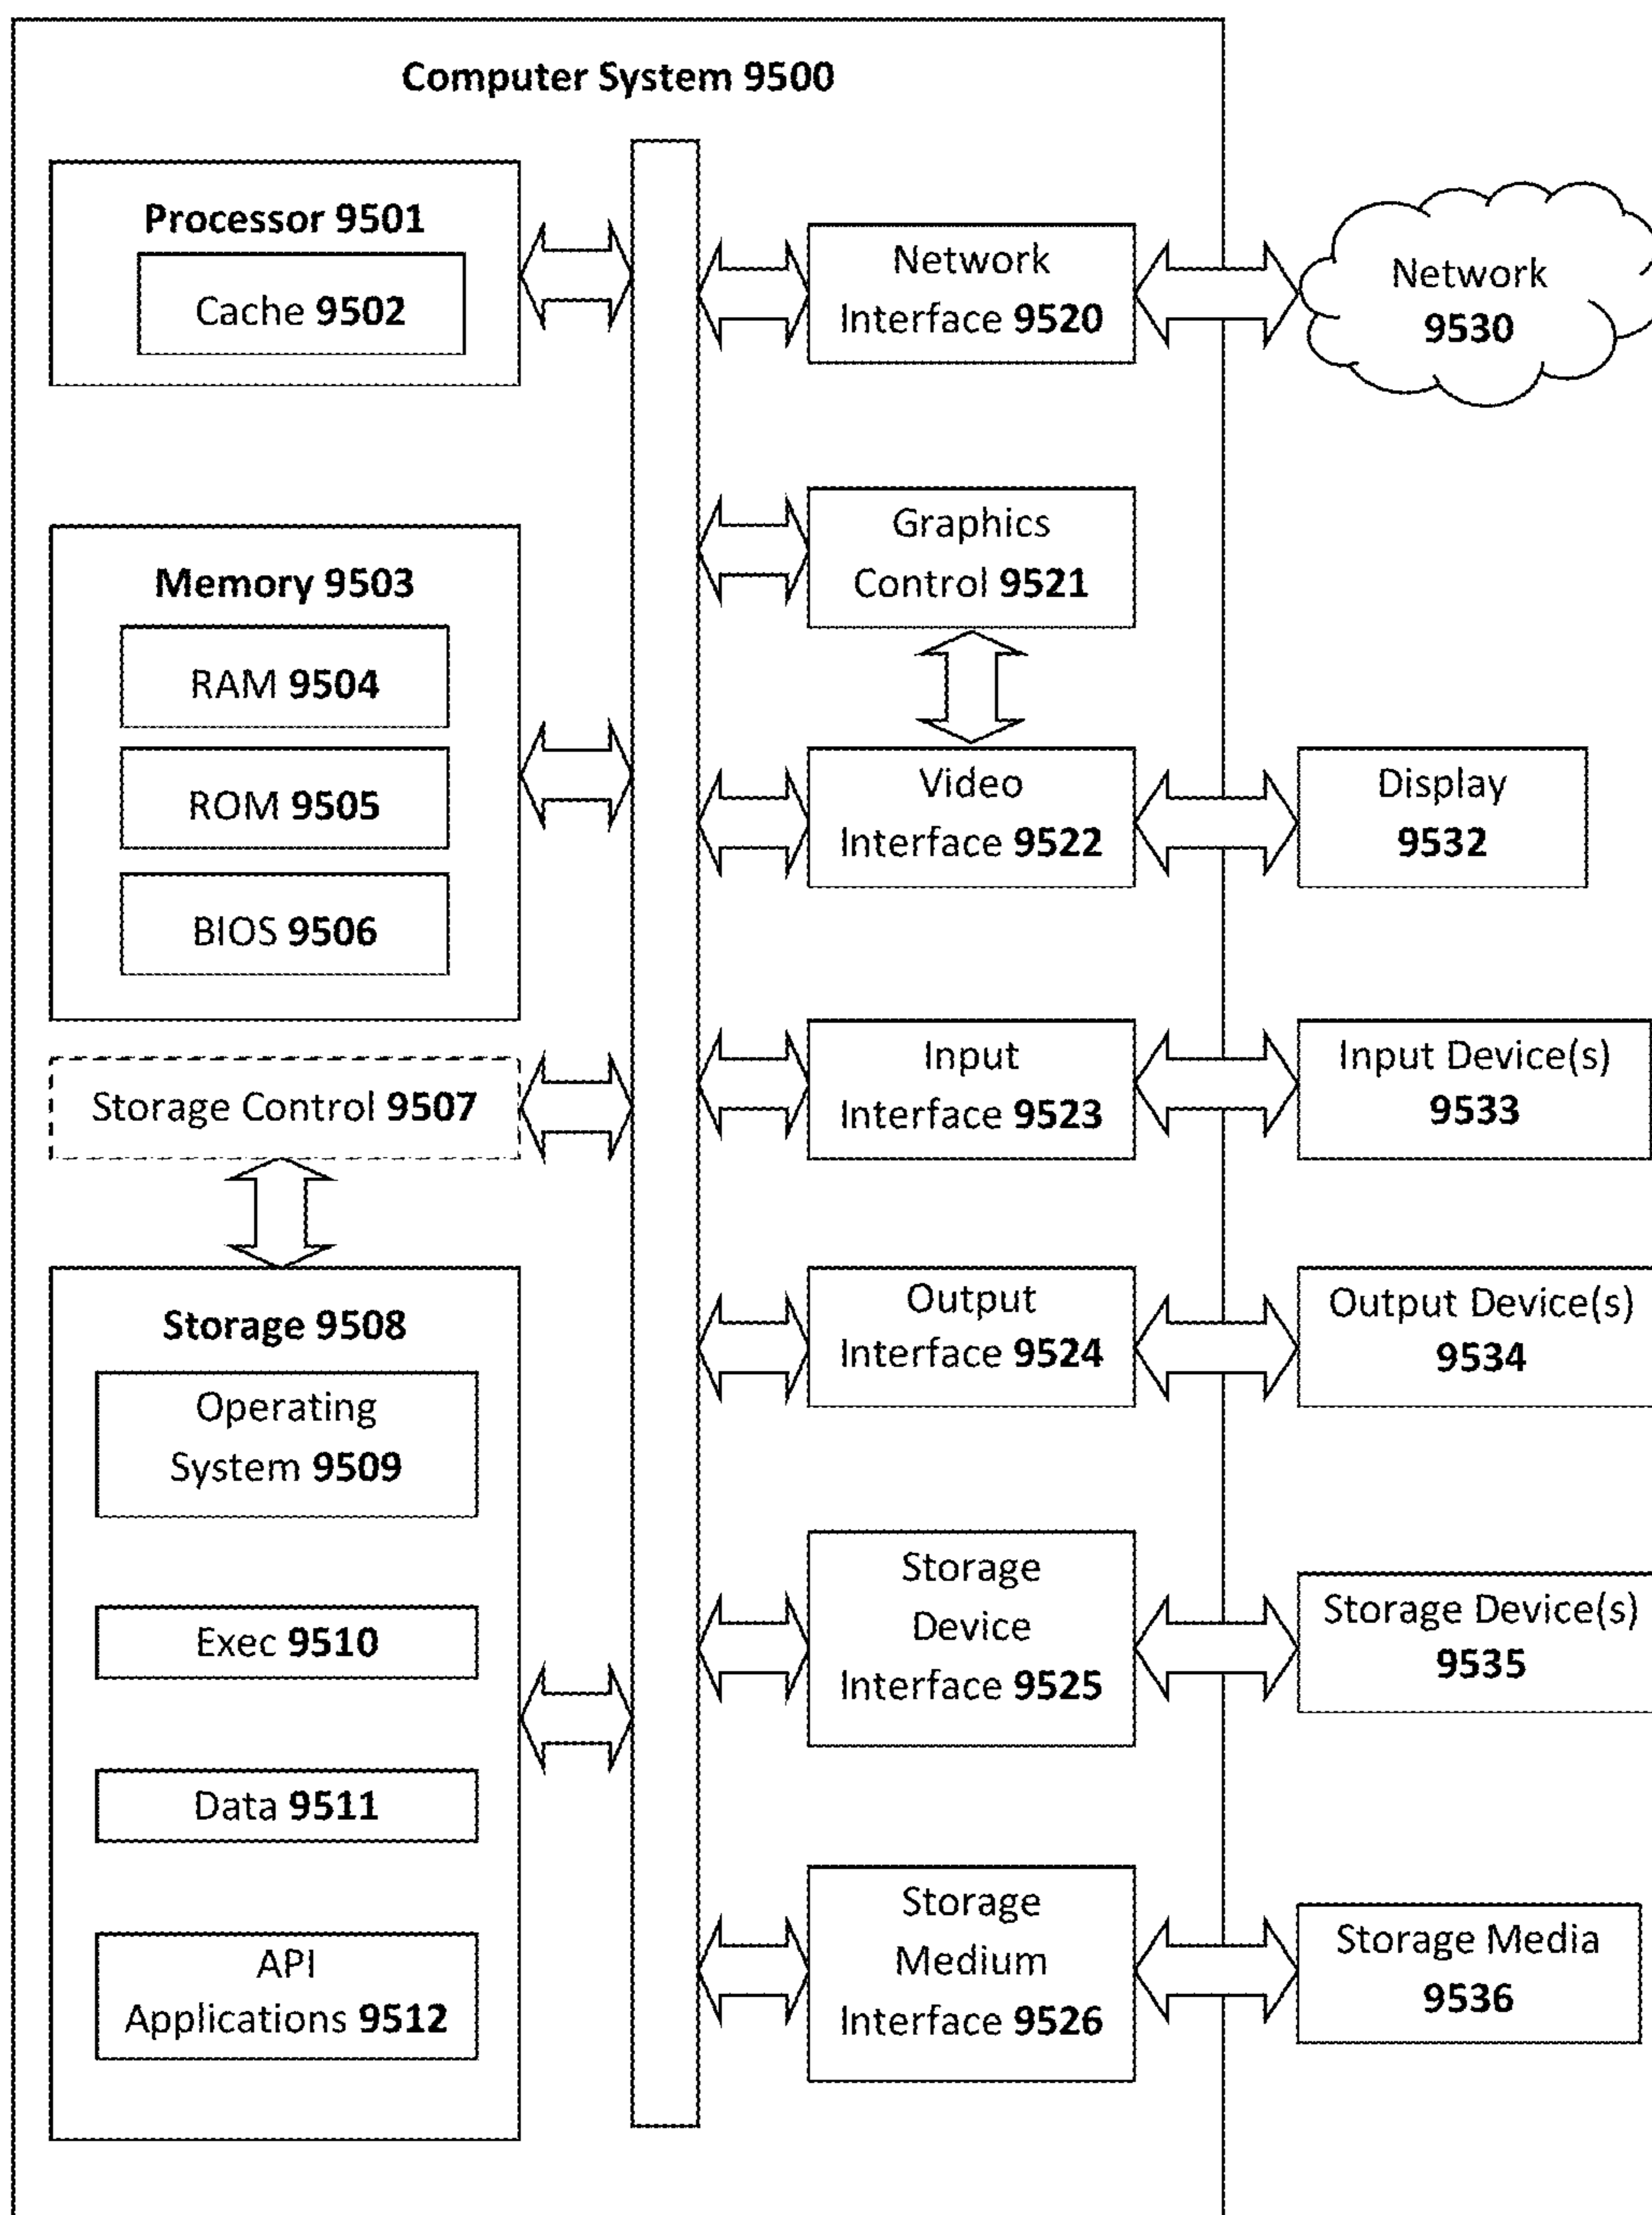 Computer System 9500
Processor 9501
Cache 9502
Memory 9503
RAM 9504
ROM 9505
BIOS 9506
Storage Control 9507
Storage 9508
Operating
System 9509
Exec 9510
Data 9511
API
Applications 9512
Network
Interface 9520
Graphics
Control 9521
Video
Interface 9522
Input
Interface 9523
Output
Interface 9524
Storage
Device
Interface 9525
Storage
Medium
Interface 9526
Network
9530
Display
9532
Input Device(s)
9533
Output Device(s)
9534
Storage Device(s)
9535
Storage Media
9536